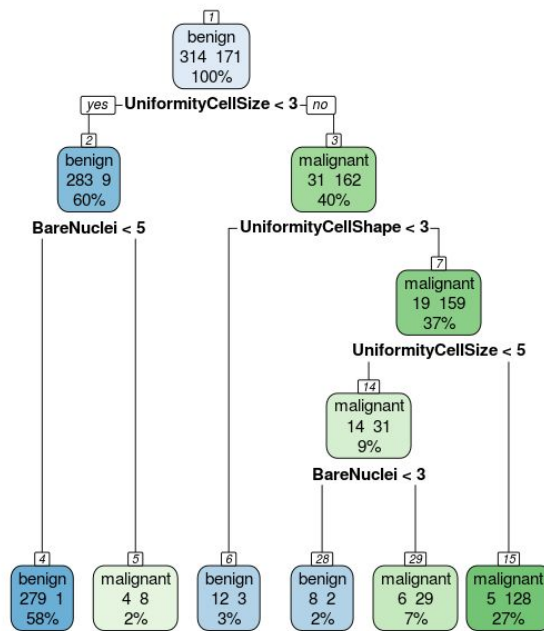 1
benign
314 171
100%
yes UniformityCellSize < 3 no
2
benign
283 9
60%
3
malignant
31 162
40%
BareNuclei < 5
UniformityCellShape < 3
7
malignant
19 159
37%
UniformityCellSize < 5
14
malignant
14 31
9%
BareNuclei < 3
4
benign
279 1
58%
5
malignant
4 8
2%
6
benign
12 3
3%
28
benign
8 2
2%
29
malignant
6 29
7%
15
malignant
5 128
27%